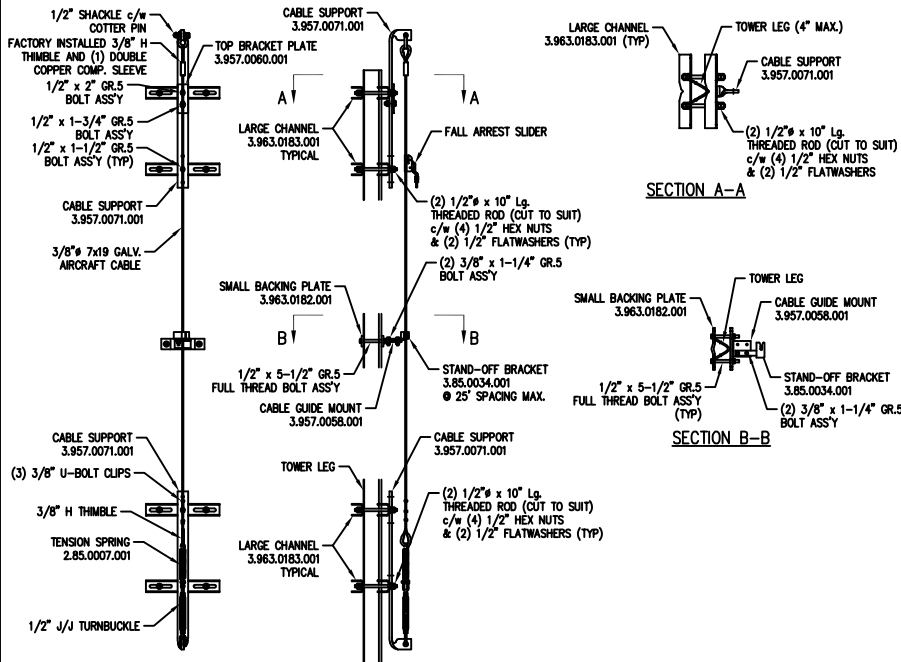 1/2" SHACKLE c/w
COTTER PIN
FACTORY INSTALLED 3/8" H
THIMBLE AND (1) DOUBLE
COPPER COMP. SLEEVE
1/2" x 2" GR.5
BOLT ASS'Y
1/2" x 1-3/4" GR.5
BOLT ASS'Y
1/2" x 1-1/2" GR.5
BOLT ASS'Y (TYP)
CABLE SUPPORT
3.957.0071.001
3/8"ø 7x19 GALV.
AIRCRAFT CABLE
CABLE SUPPORT
3.957.0071.001
(3) 3/8" U-BOLT CLIPS
3/8" H THIMBLE
TENSION SPRING
2.85.0007.001
1/2" J/J TURNBUCKLE
TOP BRACKET PLATE
3.957.0060.001
CABLE SUPPORT
3.957.0071.001
A
A
LARGE CHANNEL
3.963.0183.001
TYPICAL
FALL ARREST SLIDER
(2) 1/2"ø x 10" Lg.
THREADED ROD (CUT TO SUIT)
c/w (4) 1/2" HEX NUTS
& (2) 1/2" FLATWASHERS (TYP)
(2) 3/8" x 1-1/4" GR.5
BOLT ASS'Y
SMALL BACKING PLATE
3.963.0182.001
B
B
1/2" x 5-1/2" GR.5
FULL THREAD BOLT ASS'Y
CABLE GUIDE MOUNT
3.957.0058.001
STAND-OFF BRACKET
3.85.0034.001
@ 25' SPACING MAX.
CABLE SUPPORT
3.957.0071.001
TOWER LEG
(2) 1/2"ø x 10" Lg.
THREADED ROD (CUT TO SUIT)
c/w (4) 1/2" HEX NUTS
& (2) 1/2" FLATWASHERS (TYP)
LARGE CHANNEL
3.963.0183.001
TYPICAL
LARGE CHANNEL
3.963.0183.001 (TYP)
TOWER LEG (4" MAX.)
CABLE SUPPORT
3.957.0071.001
(2) 1/2"ø x 10" Lg.
THREADED ROD (CUT TO SUIT)
c/w (4) 1/2" HEX NUTS
& (2) 1/2" FLATWASHERS
SECTION A-A
TOWER LEG
SMALL BACKING PLATE
3.963.0182.001
CABLE GUIDE MOUNT
3.957.0058.001
STAND-OFF BRACKET
3.85.0034.001
1/2" x 5-1/2" GR.5
FULL THREAD BOLT ASS'Y
(TYP)
(2) 3/8" x 1-1/4" GR.5
BOLT ASS'Y
SECTION B-B